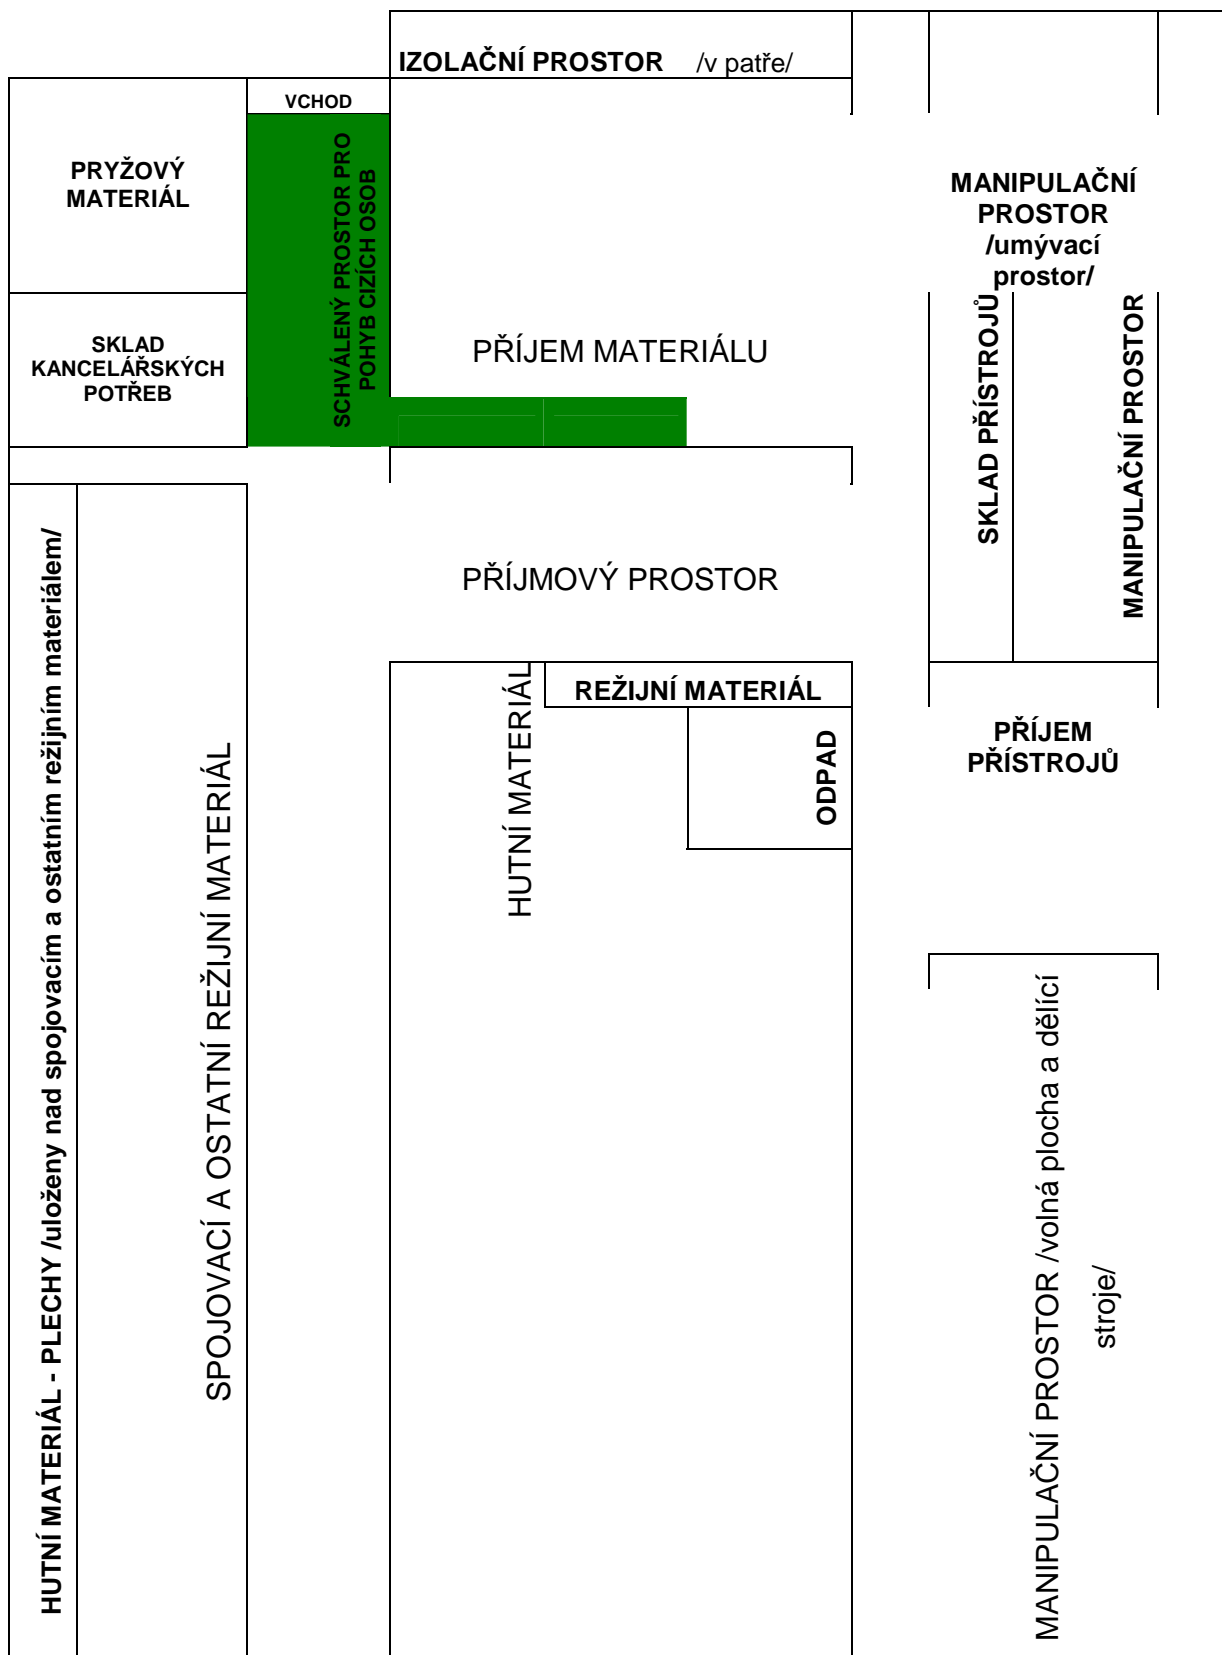 IZOLAČNÍ PROSTOR /v patře/
VCHOD
PRYŽOVÝ
MATERIÁL
SCHVÁLENÝ PROSTOR PRO
POHYB CIZÍCH OSOB
MANIPULAČNÍ
PROSTOR
/umývací
prostor/
SKLAD
KANCELÁŘSKÝCH
POTŘEB
PŘÍJEM MATERIÁLU
SKLAD PŘÍSTROJŮ
MANIPULAČNÍ PROSTOR
PŘÍJMOVÝ PROSTOR
HUTNÍ MATERIÁL - PLECHY /uloženy nad spojovacím a ostatním režijním materiálem/
SPOJOVACÍ A OSTATNÍ REŽIJNÍ MATERIÁL
HUTNÍ MATERIÁL
REŽIJNÍ MATERIÁL
ODPAD
PŘÍJEM
PŘÍSTROJŮ
MANIPULAČNÍ PROSTOR /volná plocha a dělící
stroje/